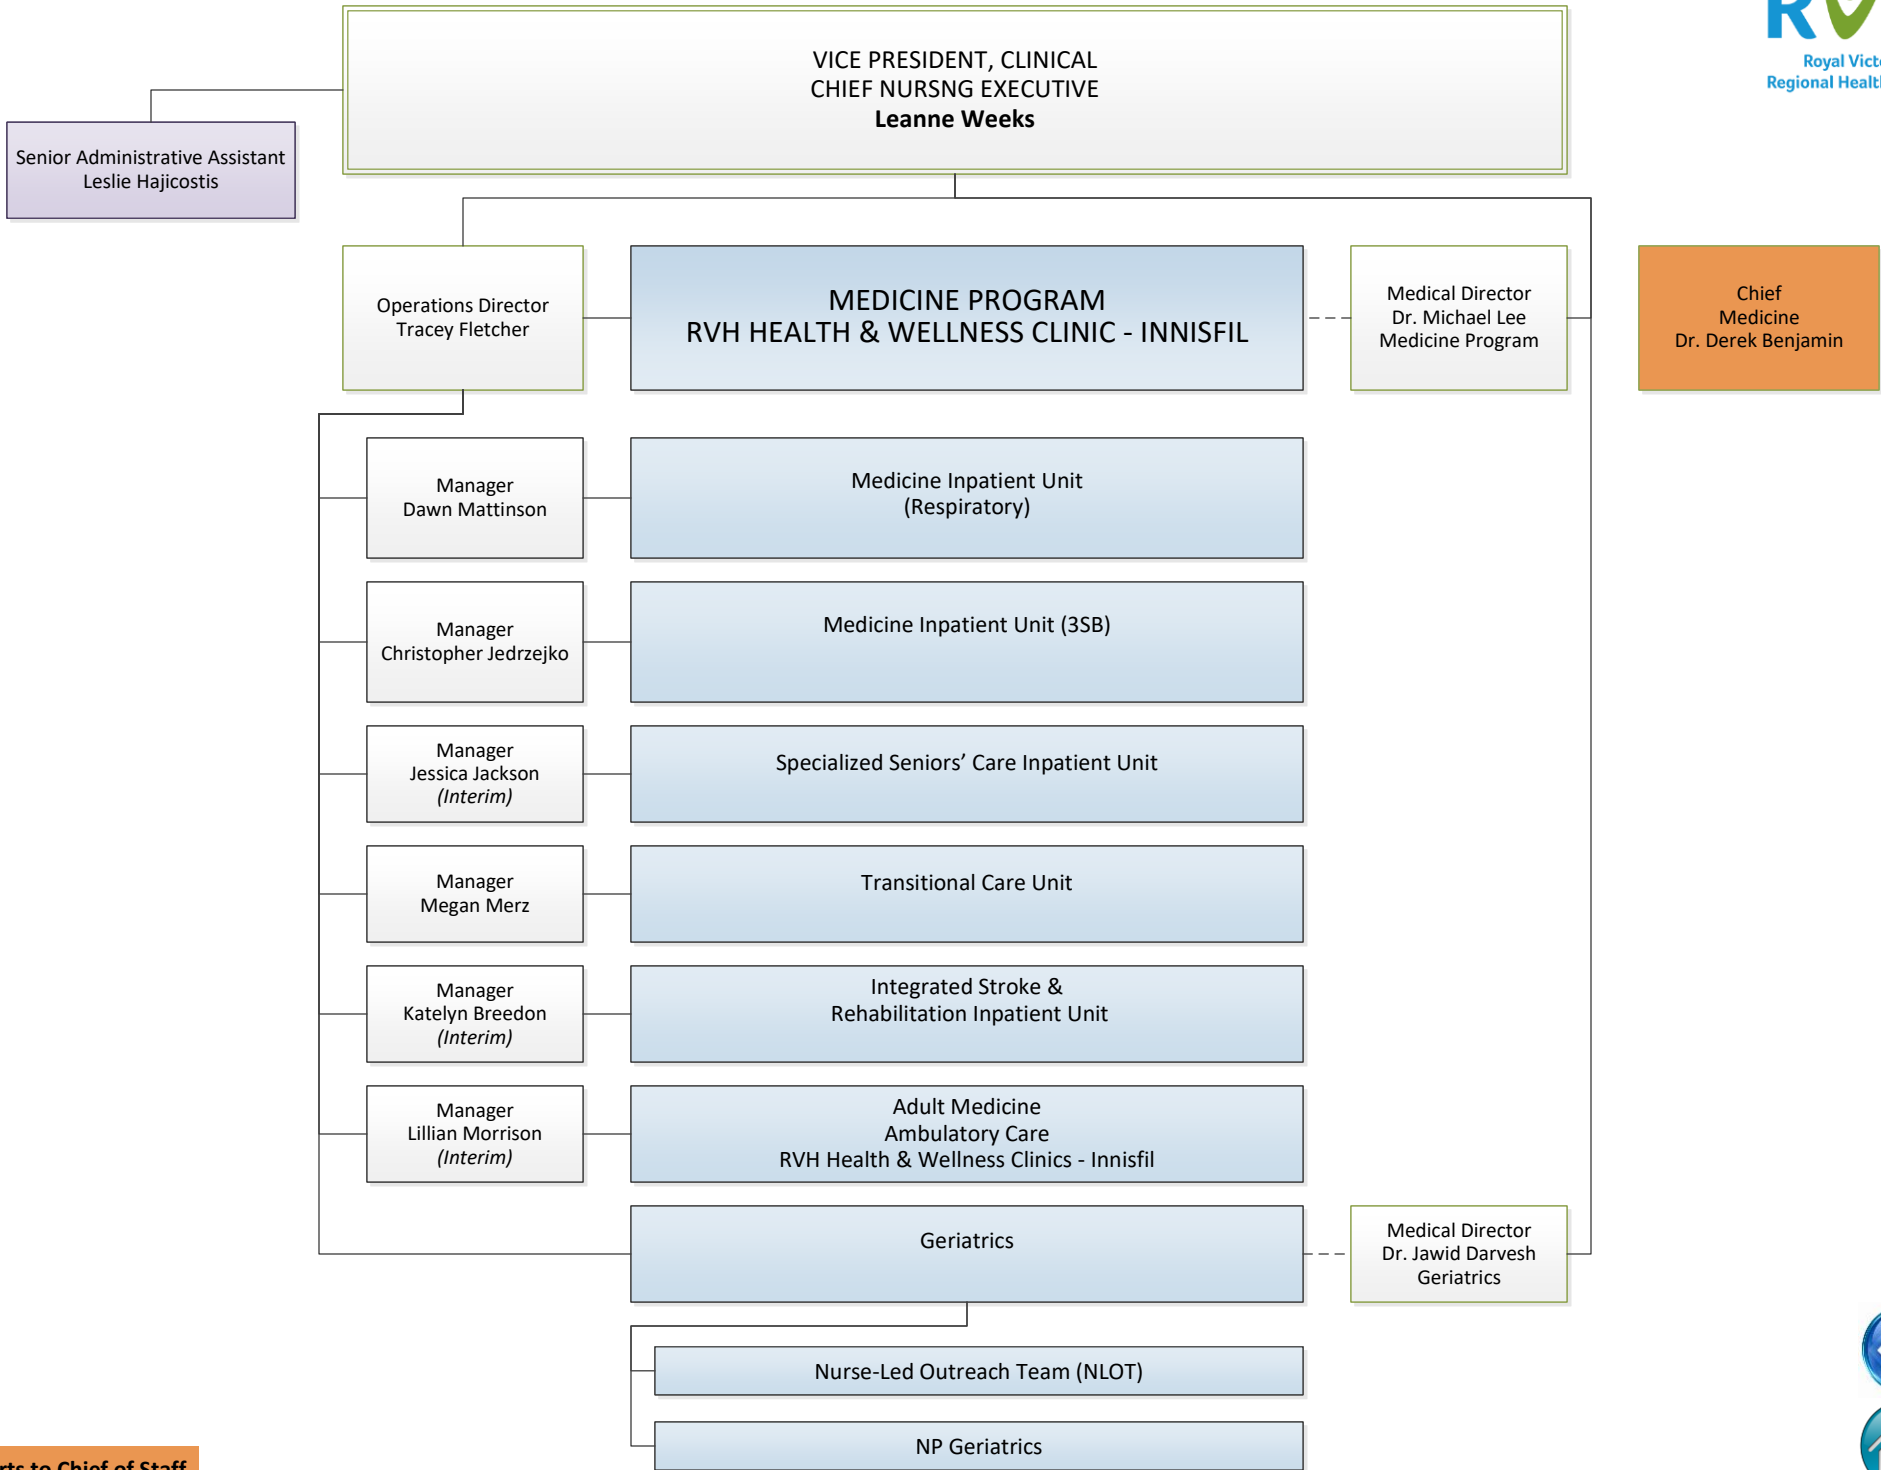 VICE PRESIDENT, CLINICAL
CHIEF NURSNG EXECUTIVE
Leanne Weeks
Royal
Regional
Senior Administrative Assistant
Leslie Hajicostis
Operations Director
Tracey Fletcher
MEDICINE PROGRAM
RVH HEALTH & WELLNESS CLINIC - INNISFIL
Medical Director
Dr. Michael Lee
Medicine Program
Chief
Medicine
Dr. Derek Benjamin
Manager
Dawn Mattinson
Medicine Inpatient Unit
(Respiratory)
Manager
Christopher Jedrzejko
Medicine Inpatient Unit (3SB)
Manager
Jessica Jackson
(Interim)
Specialized Seniors’ Care Inpatient Unit
Manager
Megan Merz
Transitional Care Unit
Manager
Katelyn Breedon
(Interim)
Integrated Stroke &
Rehabilitation Inpatient Unit
Manager
Lillian Morrison
(Interim)
Adult Medicine
Ambulatory Care
RVH Health & Wellness Clinics - Innisfil
Geriatrics
Medical Director
Dr. Jawid Darvesh
Geriatrics
Nurse-Led Outreach Team (NLOT)
NP Geriatrics
to Chief of Staff